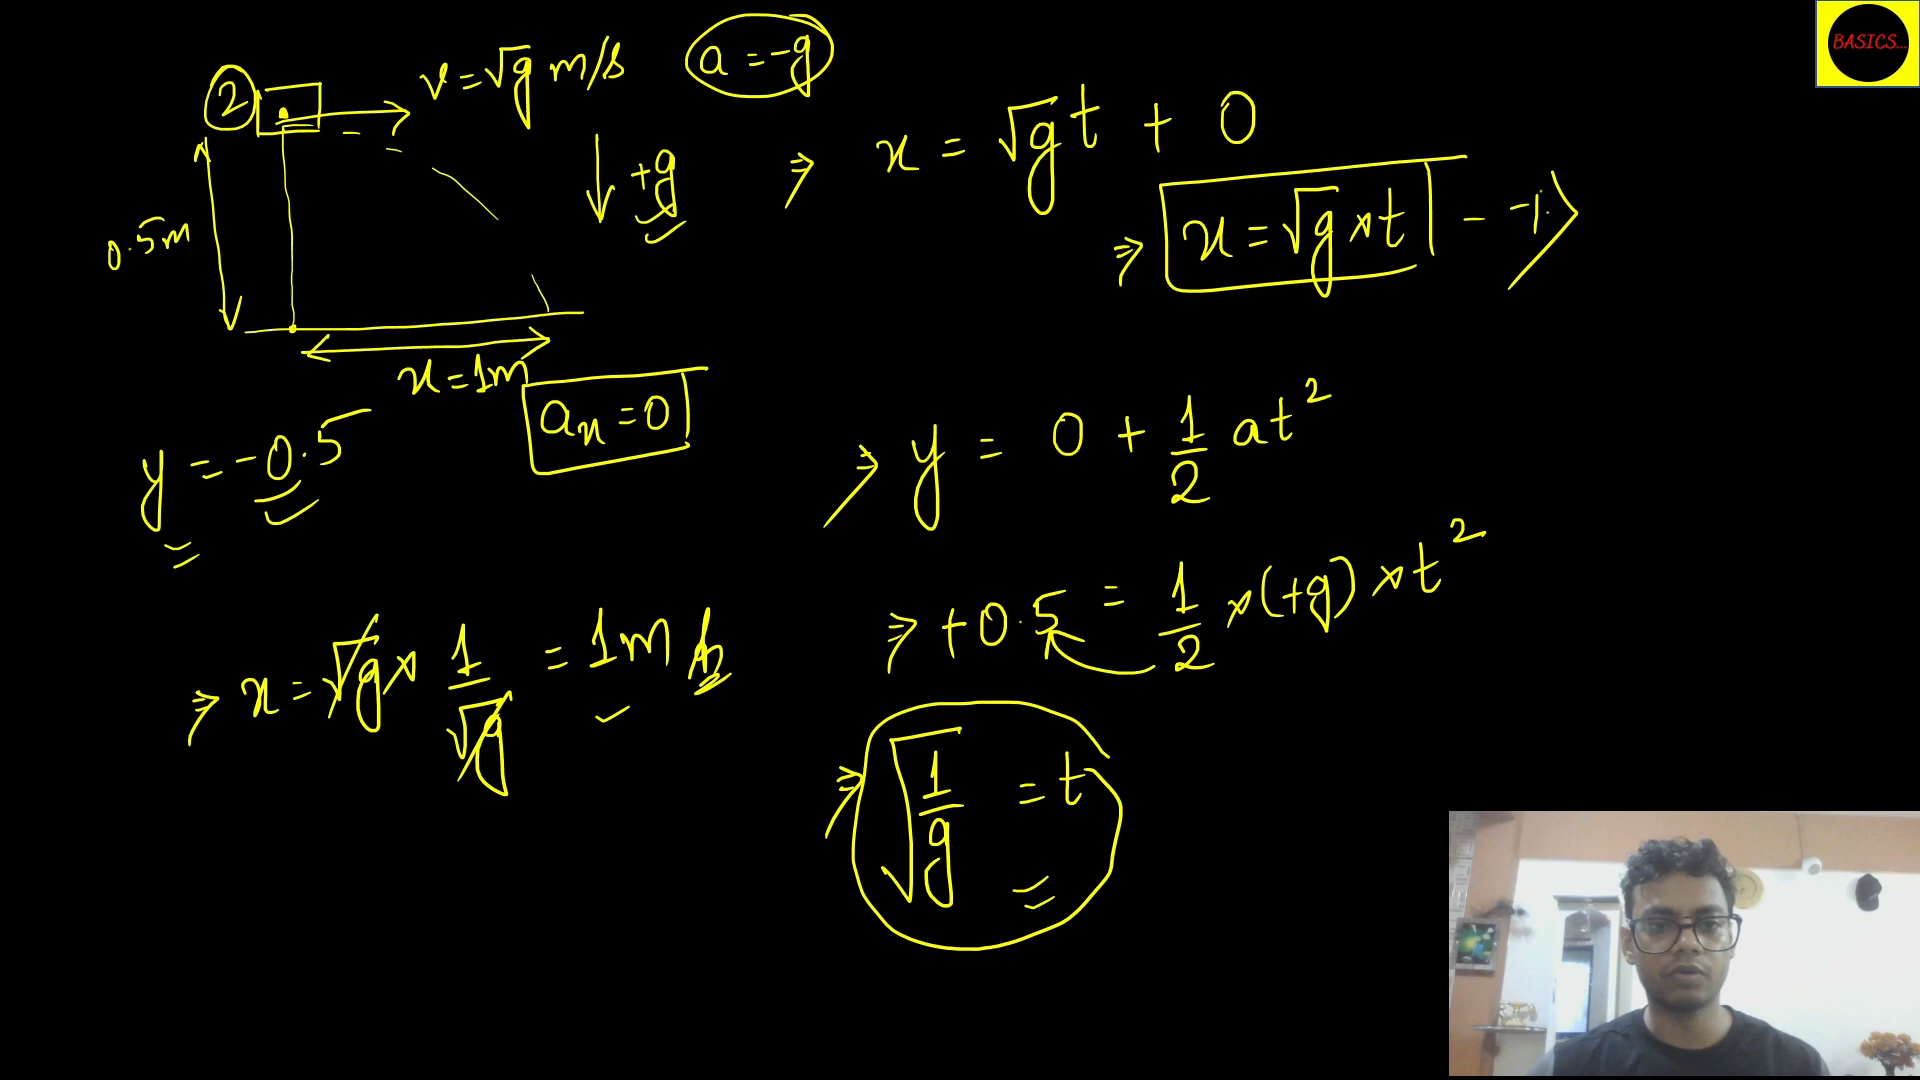 BASICS...
② v = √g m/s
a = -g
↓ +g
0.5m
x = 1m
aₓ = 0
y = -0.5
⇒ x = √g × 1/√g = 1m
⇒ x = √g t + 0
⇒ x = √g × t - - 1
⇒ y = 0 + 1/2 at²
⇒ +0.5 = 1/2 × (+g) × t²
⇒ √(1/g) = t